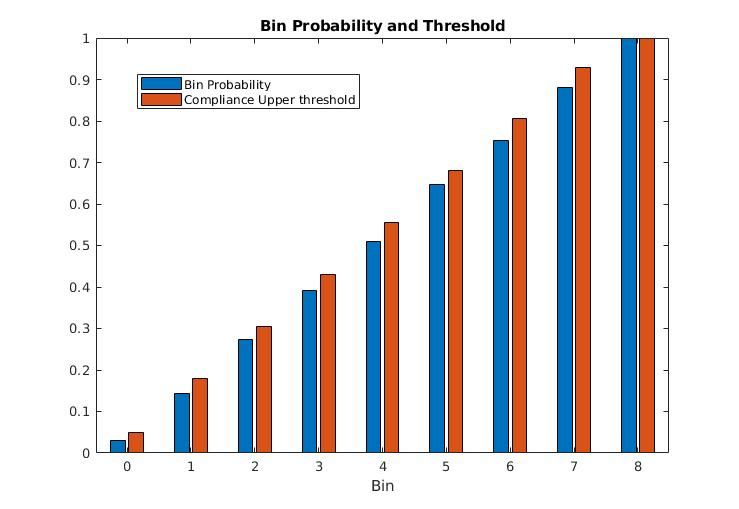 Bin Probability and Threshold
1
0.9
0.8
0.7
0.6
0.5
0.4
0.3
0.2
0.1
0
Bin Probability
Compliance Upper threshold
0 1 2 3 4 5 6 7 8
Bin